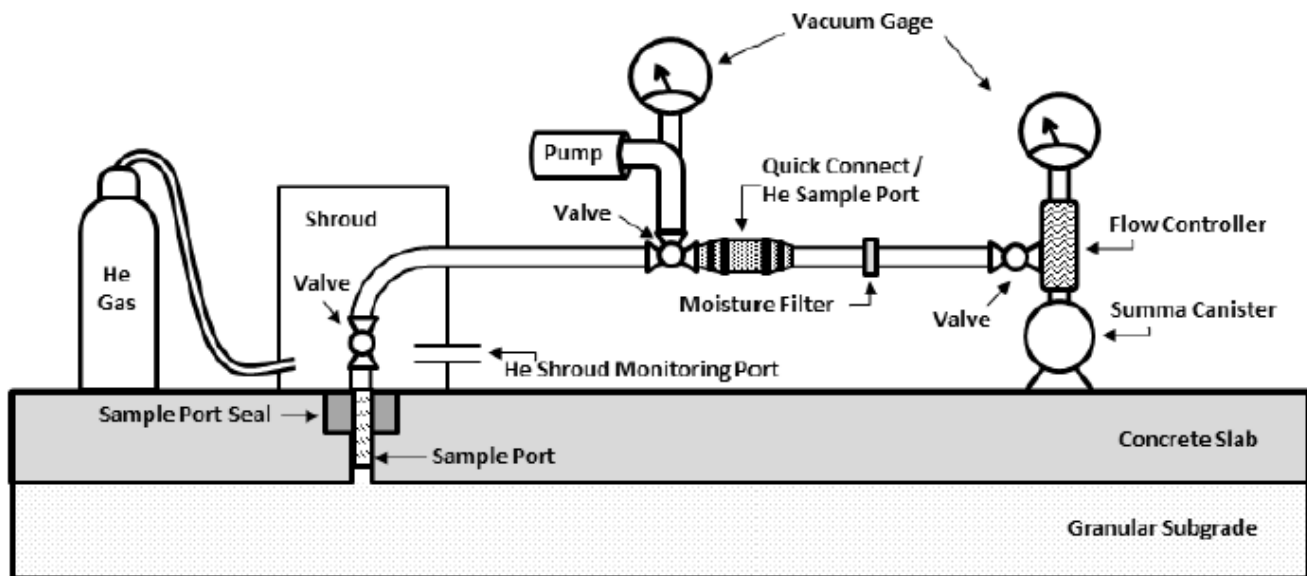 Vacuum Gage
Pump
Quick Connect /
He Sample Port
Shroud
Valve
Flow Controller
He
Gas
Valve
Moisture Filter
Valve
Summa Canister
He Shroud Monitoring Port
Sample Port Seal
Concrete Slab
Sample Port
Granular Subgrade